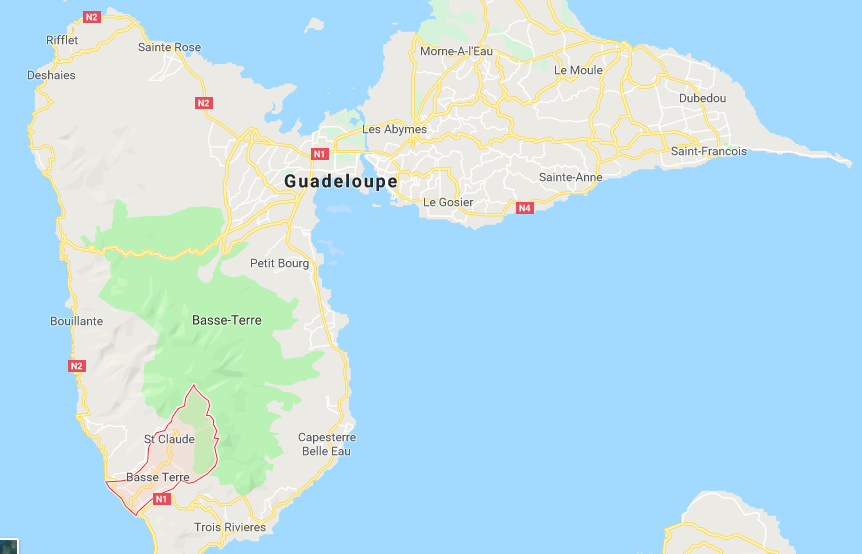 N2
Rifflet
Sainte Rose
Morne-A-l'Eau
Deshaies
Le Moule
N2
Dubedou
Les Abymes
N1
Saint-Francois
Guadeloupe
Sainte-Anne
Le Gosier
N4
Petit Bourg
Bouillante
Basse-Terre
N2
St Claude
Capesterre
Belle Eau
Basse Terre
N1
Trois Rivieres